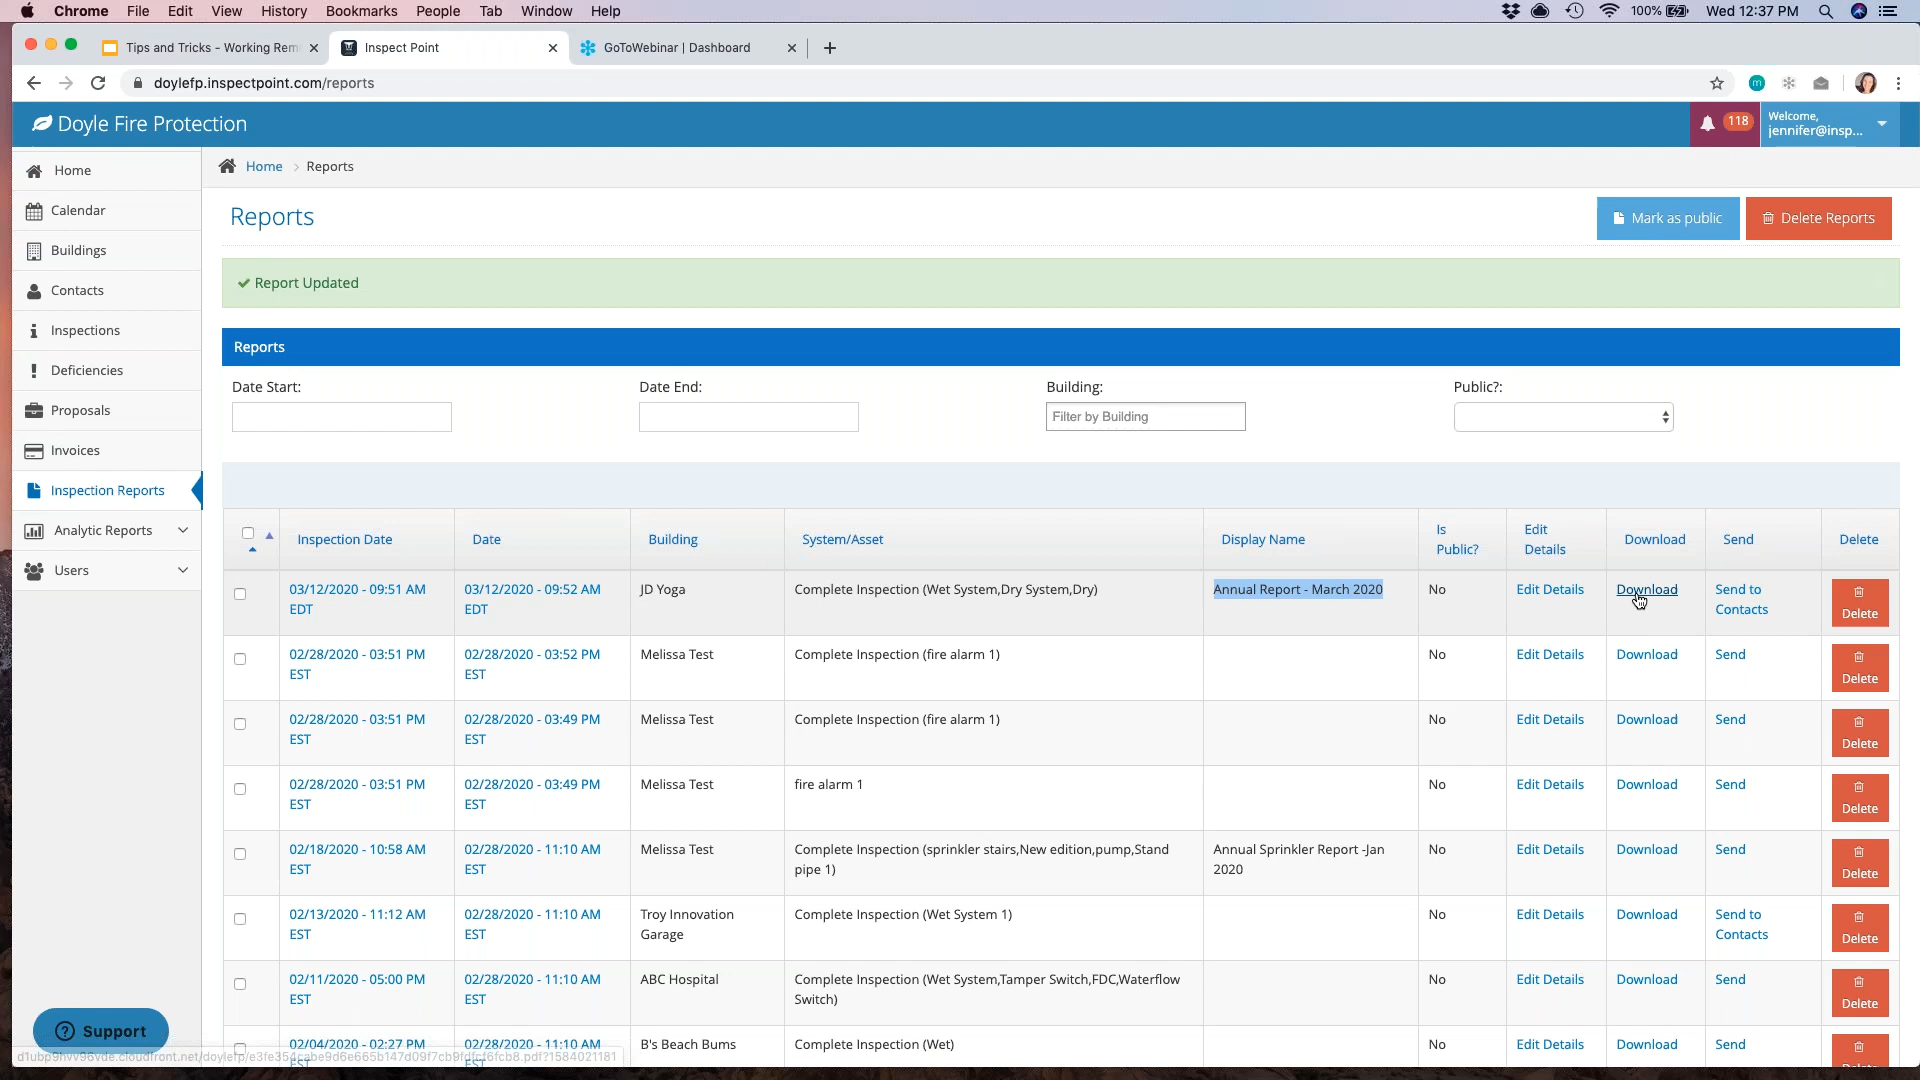 Chrome File Edit View History Bookmarks People Tab Window Help 100% Wed 12:37 PM
Tips and Tricks - Working Rem Inspect Point GoToWebinar | Dashboard
doylefp.inspectpoint.com/reports
Doyle Fire Protection 118 Welcome, jennifer@insp...
Home
Calendar
Buildings
Contacts
Inspections
Deficiencies
Proposals
Invoices
Inspection Reports
Analytic Reports
Users
Home > Reports
Reports Mark as public Delete Reports
Report Updated
Reports
Date Start: Date End: Building: Public?:
Filter by Building
Inspection Date Date Building System/Asset Display Name Is Public? Edit Details Download Send Delete
03/12/2020 - 09:51 AM EDT 03/12/2020 - 09:52 AM EDT JD Yoga Complete Inspection (Wet System,Dry System,Dry) Annual Report - March 2020 No Edit Details Download Send to Contacts Delete
02/28/2020 - 03:51 PM EST 02/28/2020 - 03:52 PM EST Melissa Test Complete Inspection (fire alarm 1) No Edit Details Download Send Delete
02/28/2020 - 03:51 PM EST 02/28/2020 - 03:49 PM EST Melissa Test Complete Inspection (fire alarm 1) No Edit Details Download Send Delete
02/28/2020 - 03:51 PM EST 02/28/2020 - 03:49 PM EST Melissa Test fire alarm 1 No Edit Details Download Send Delete
02/18/2020 - 10:58 AM EST 02/28/2020 - 11:10 AM EST Melissa Test Complete Inspection (sprinkler stairs,New edition,pump,Stand pipe 1) Annual Sprinkler Report -Jan 2020 No Edit Details Download Send Delete
02/13/2020 - 11:12 AM EST 02/28/2020 - 11:10 AM EST Troy Innovation Garage Complete Inspection (Wet System 1) No Edit Details Download Send to Contacts Delete
02/11/2020 - 05:00 PM EST 02/28/2020 - 11:10 AM EST ABC Hospital Complete Inspection (Wet System,Tamper Switch,FDC,Waterflow Switch) No Edit Details Download Send Delete
02/04/2020 - 02:27 PM EST 02/28/2020 - 11:10 AM EST B's Beach Bums Complete Inspection (Wet) No Edit Details Download Send
Support